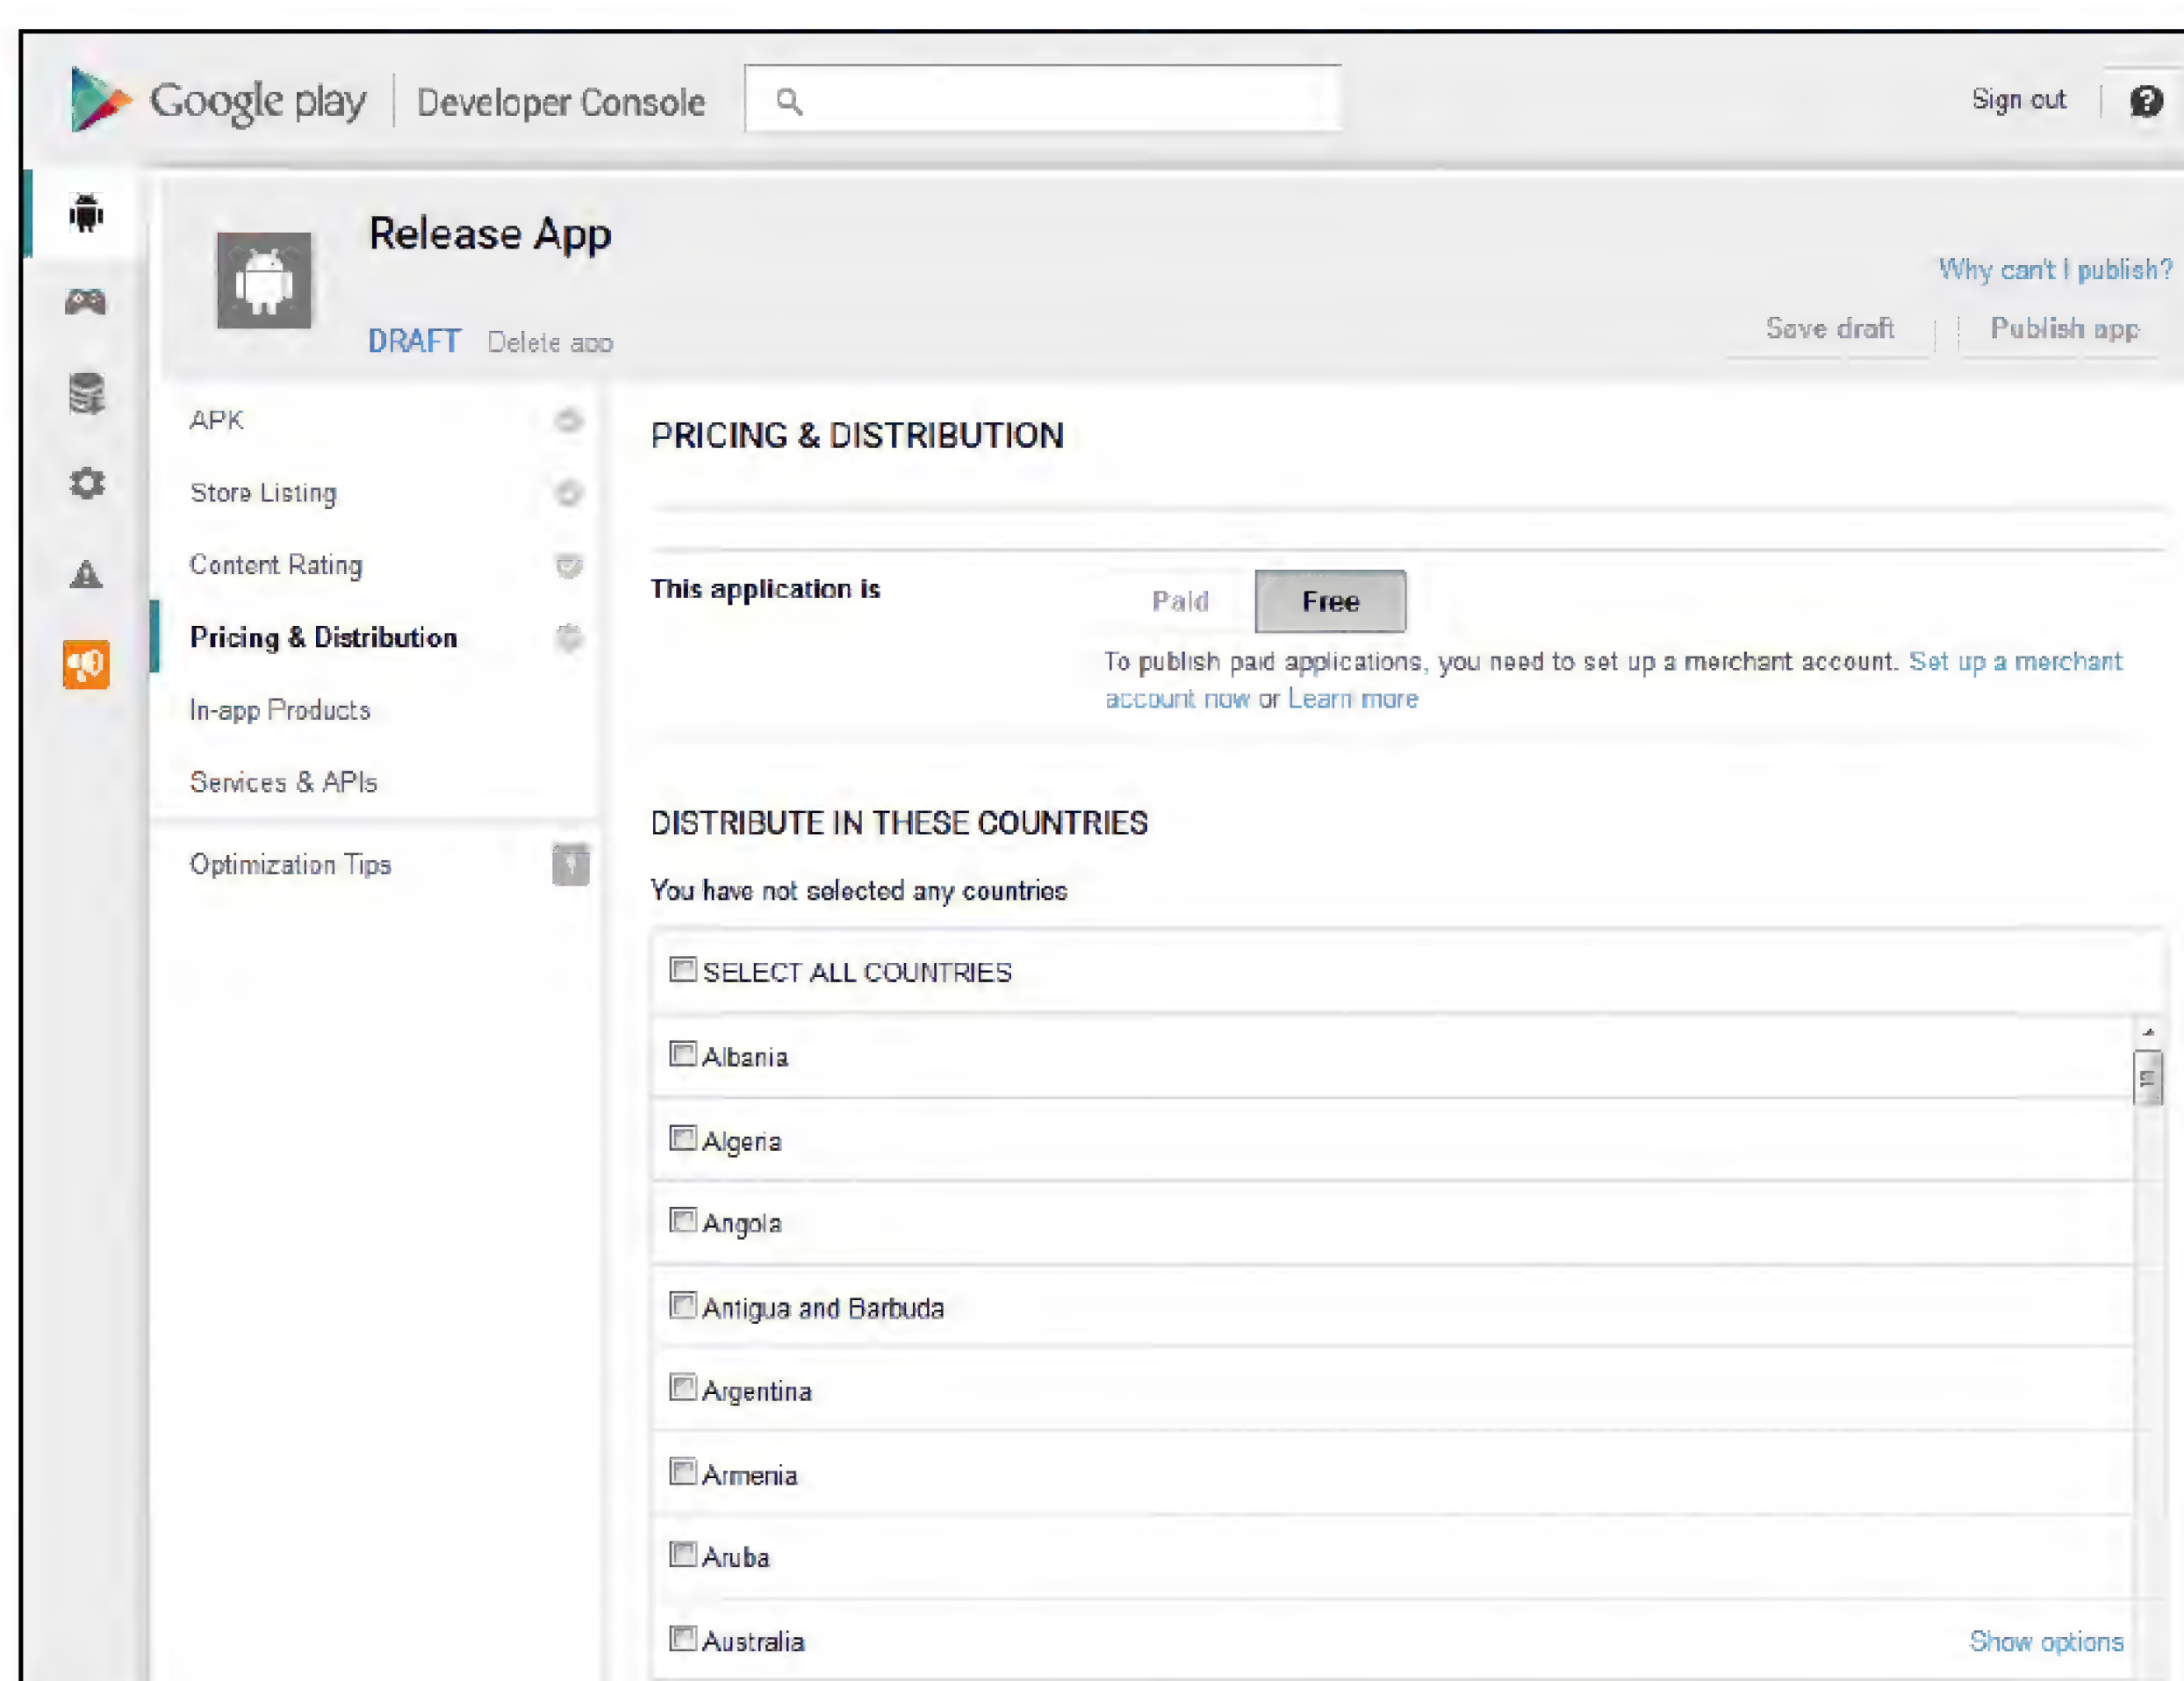 Google play | Developer Console
Sign out
Release App
Why can't I publish?
DRAFT Delete app
Save draft
Publish app
APK
Store Listing
Content Rating
Pricing & Distribution
In-app Products
Services & APIs
Optimization Tips
PRICING & DISTRIBUTION
This application is
Paid
Free
To publish paid applications, you need to set up a merchant account. Set up a merchant
account now or Learn more
DISTRIBUTE IN THESE COUNTRIES
You have not selected any countries
SELECT ALL COUNTRIES
Albania
Algeria
Angola
Antigua and Barbuda
Argentina
Armenia
Aruba
Australia
Show options